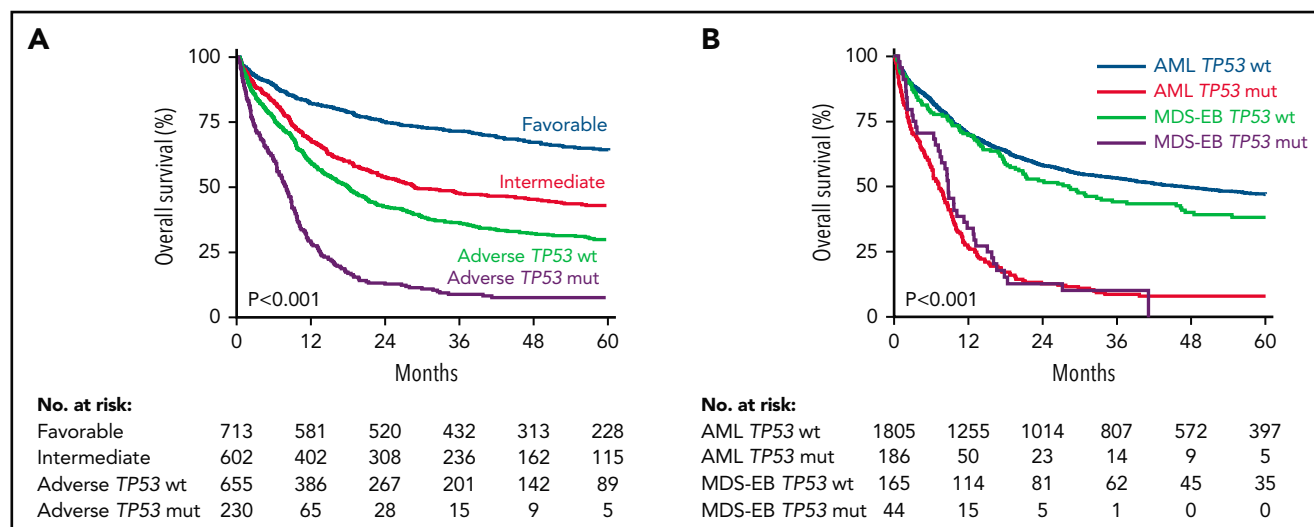 A
Overall survival (%)
100
75
50
25
0
Favorable
Intermediate
Adverse TP53 wt
Adverse TP53 mut
P<0.001
0 12 24 36 48 60
Months
No. at risk:
Favorable 713 581 520 432 313 228
Intermediate 602 402 308 236 162 115
Adverse TP53 wt 655 386 267 201 142 89
Adverse TP53 mut 230 65 28 15 9 5
B
Overall survival (%)
100
75
50
25
0
AML TP53 wt
AML TP53 mut
MDS-EB TP53 wt
MDS-EB TP53 mut
P<0.001
0 12 24 36 48 60
Months
No. at risk:
AML TP53 wt 1805 1255 1014 807 572 397
AML TP53 mut 186 50 23 14 9 5
MDS-EB TP53 wt 165 114 81 62 45 35
MDS-EB TP53 mut 44 15 5 1 0 0